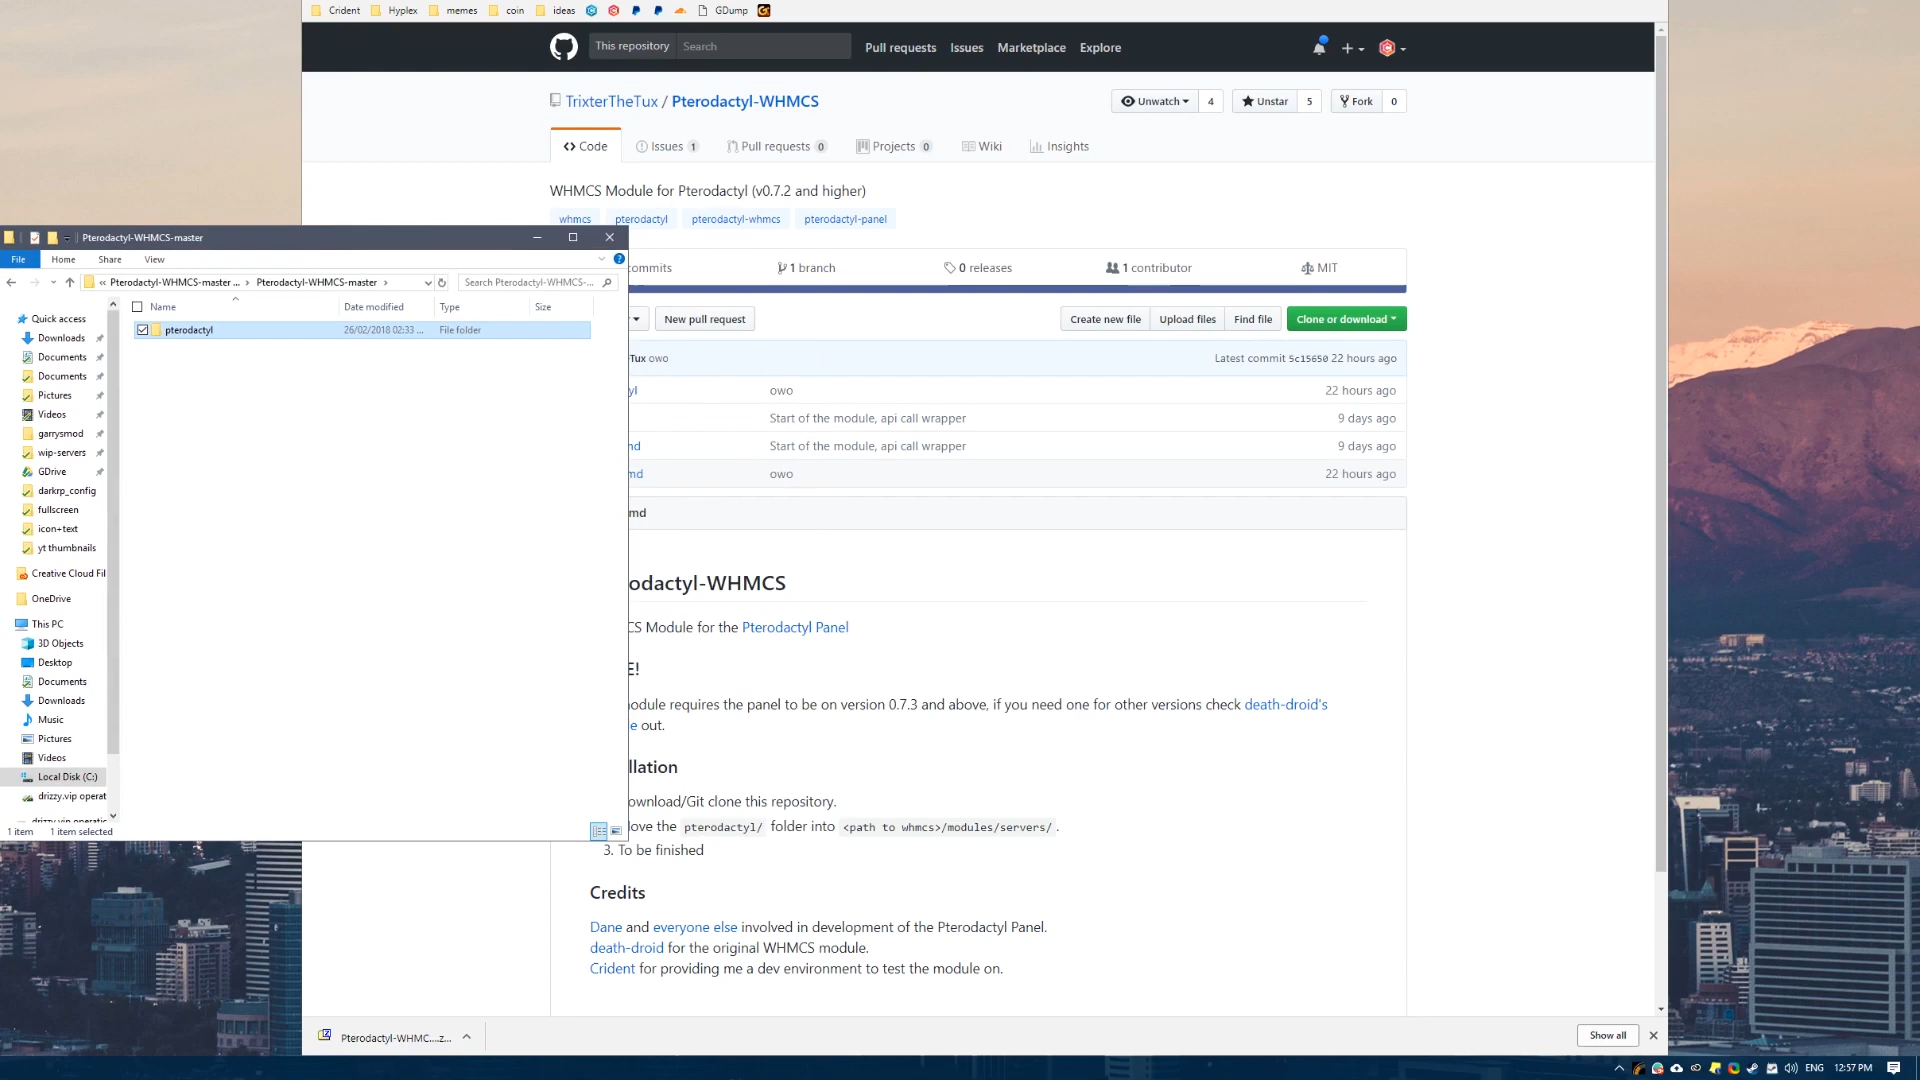 Crident Hyplex memes coin ideas GDump
This repository Search Pull requests Issues Marketplace Explore
TrixterTheTux / Pterodactyl-WHMCS
Unwatch 4 Unstar 5 Fork 0
Code Issues 1 Pull requests 0 Projects 0 Wiki Insights
WHMCS Module for Pterodactyl (v0.7.2 and higher)
whmcs pterodactyl pterodactyl-whmcs pterodactyl-panel
ommits 1 branch 0 releases 1 contributor MIT
New pull request Create new file Upload files Find file Clone or download
Tux owo Latest commit 5c15650 22 hours ago
yl owo 22 hours ago
Start of the module, api call wrapper 9 days ago
nd Start of the module, api call wrapper 9 days ago
md owo 22 hours ago
md
odactyl-WHMCS
CS Module for the Pterodactyl Panel
E!
odule requires the panel to be on version 0.7.3 and above, if you need one for other versions check death-droid's
e out.
llation
ownload/Git clone this repository.
ove the pterodactyl/ folder into <path to whmcs>/modules/servers/ .
3. To be finished
Credits
Dane and everyone else involved in development of the Pterodactyl Panel.
death-droid for the original WHMCS module.
Crident for providing me a dev environment to test the module on.
Pterodactyl-WHMCS-master
File Home Share View
« Pterodactyl-WHMCS-master ... › Pterodactyl-WHMCS-master › Search Pterodactyl-WHMCS-...
Name Date modified Type Size
pterodactyl 26/02/2018 02:33 ... File folder
Quick access
Downloads
Documents
Documents
Pictures
Videos
garrysmod
wip-servers
GDrive
darkrp_config
fullscreen
icon+text
yt thumbnails
Creative Cloud Fil
OneDrive
This PC
3D Objects
Desktop
Documents
Downloads
Music
Pictures
Videos
Local Disk (C:)
drizzy.vip operat
drizzy.vip operatio
1 item 1 item selected
Pterodactyl-WHMC....z... Show all
ENG 12:57 PM